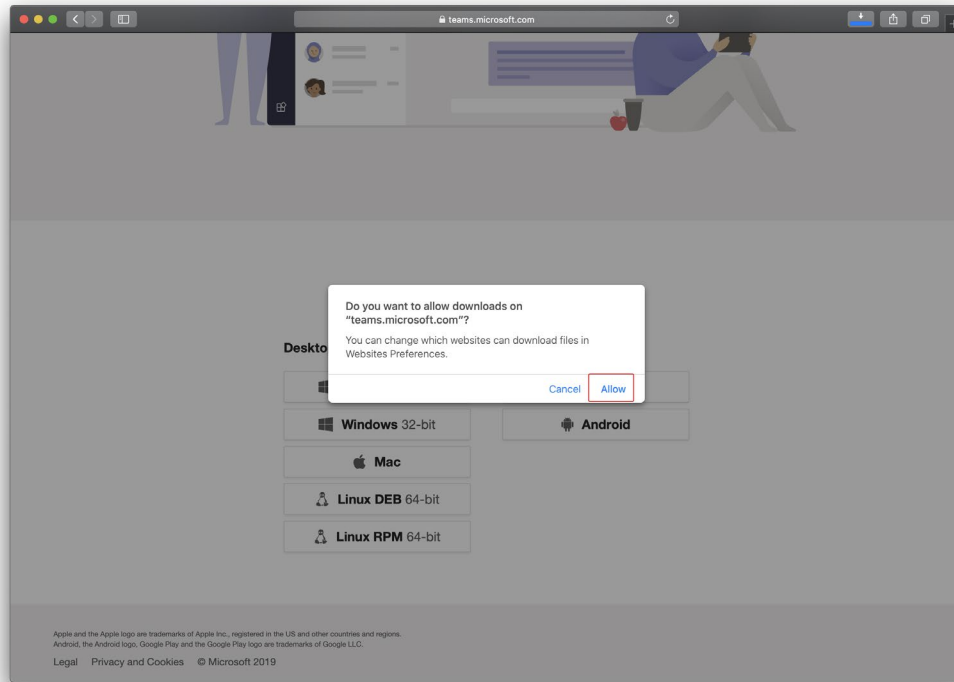 teams.microsoft.com
Do you want to allow downloads on
“teams.microsoft.com”?
You can change which websites can download files in
Websites Preferences.
Cancel Allow
Deskto
Windows 32-bit
Android
Mac
Linux DEB 64-bit
Linux RPM 64-bit
Apple and the Apple logo are trademarks of Apple Inc., registered in the US and other countries and regions.
Android, the Android logo, Google Play and the Google Play logo are trademarks of Google LLC.
Legal Privacy and Cookies © Microsoft 2019